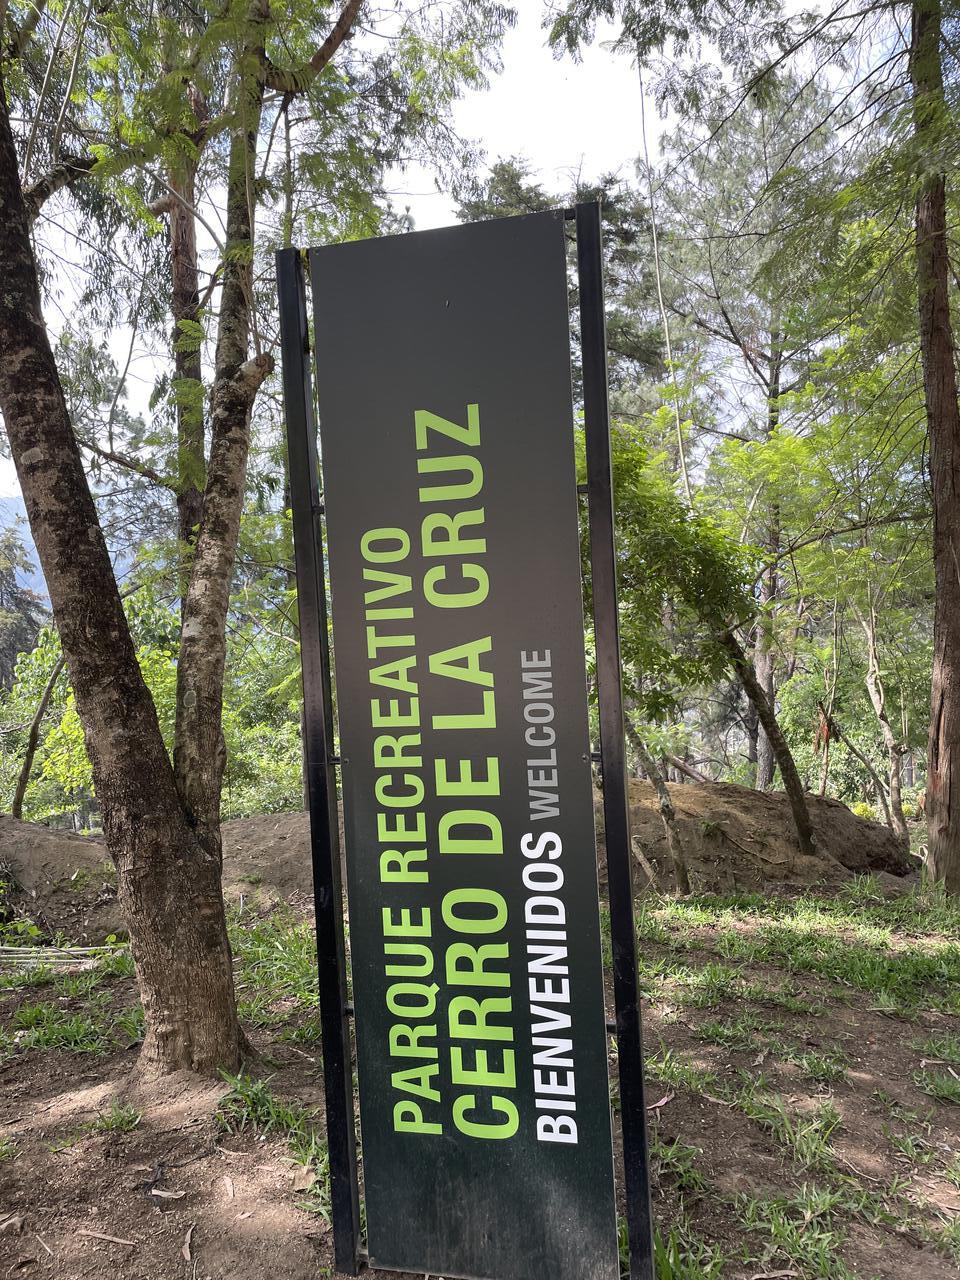 PARQUE RECREATIVO
CERRO DE LA CRUZ
BIENVENIDOS WELCOME